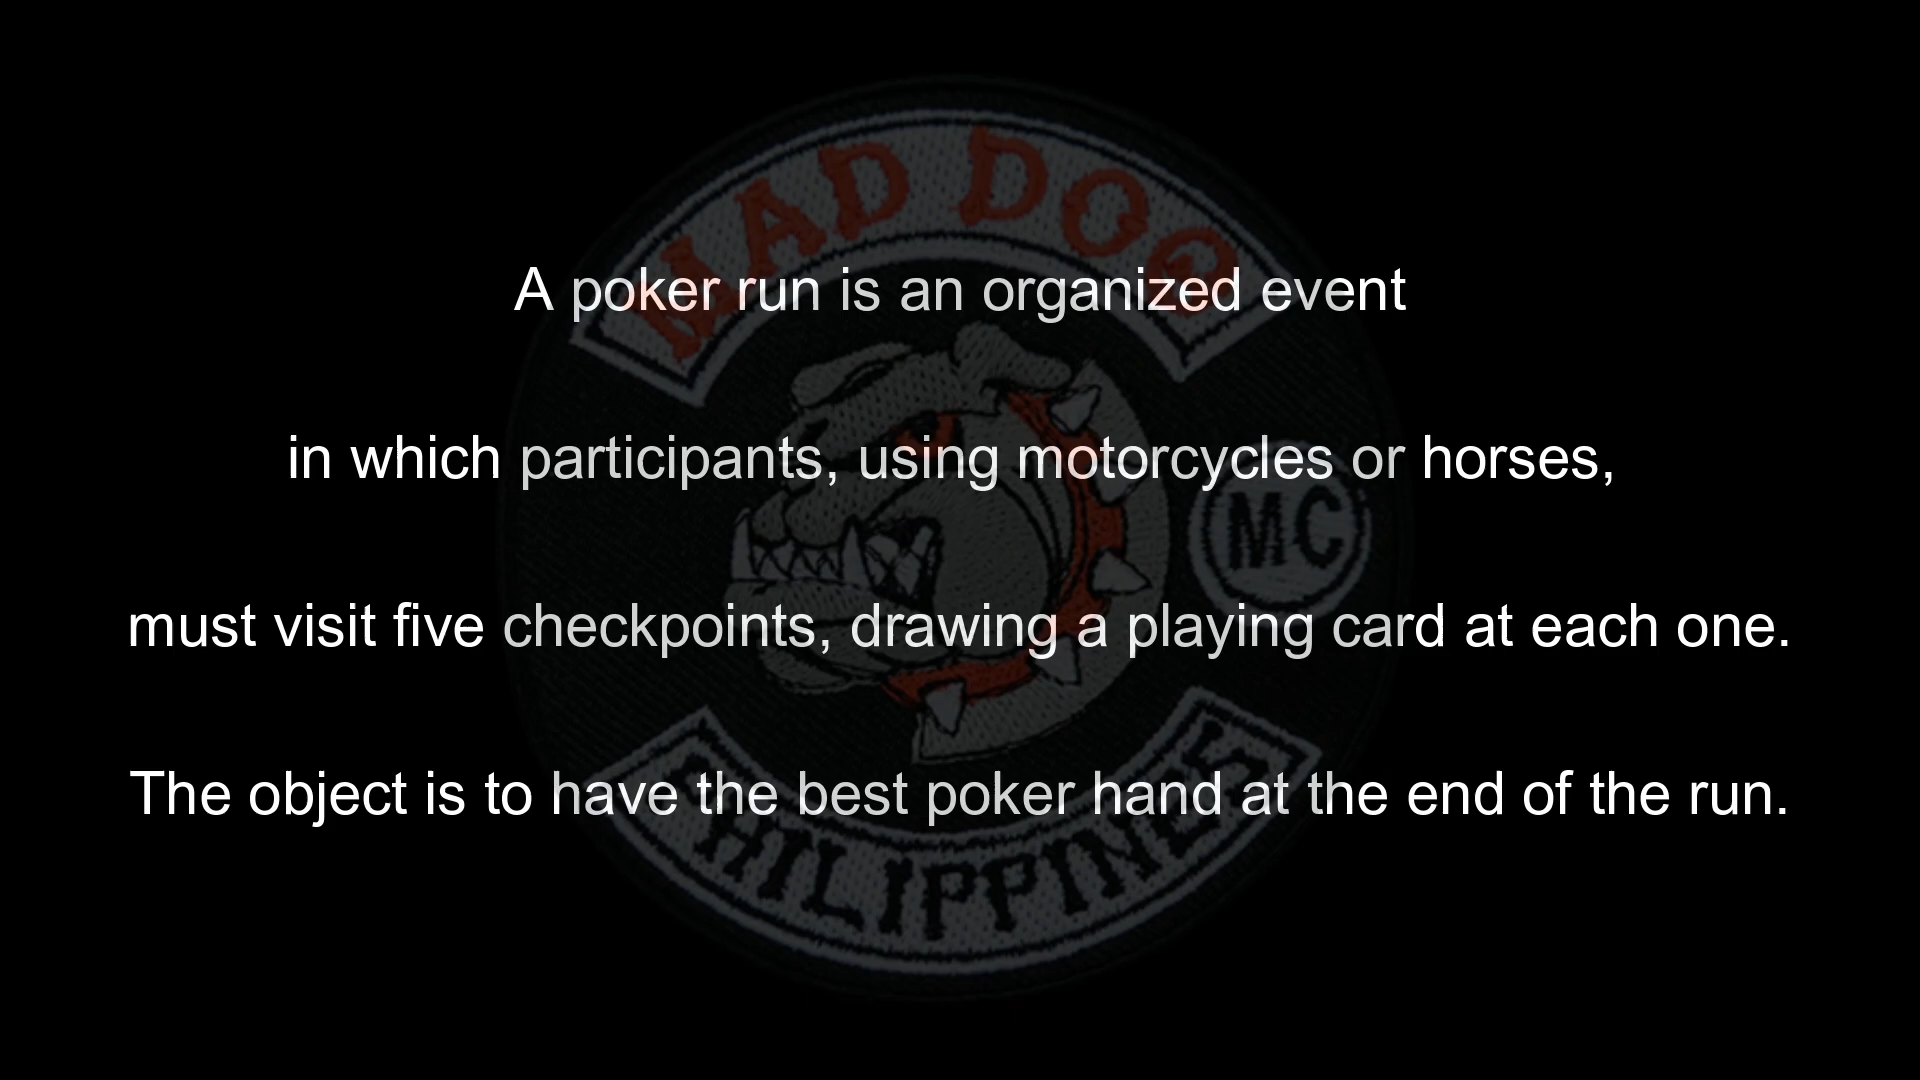 MAD DOG
A poker run is an organized event
in which participants, using motorcycles or horses,
MC
must visit five checkpoints, drawing a playing card at each one.
The object is to have the best poker hand at the end of the run.
PHILIPPINES